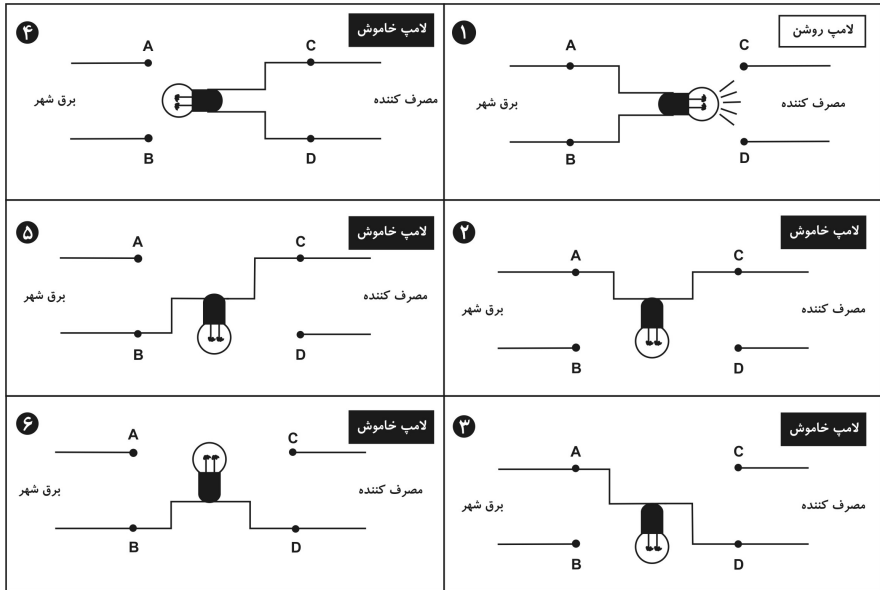 ۱
لامپ روشن
A
C
برق شهر
مصرف کننده
B
D
۲
لامپ خاموش
A
C
برق شهر
مصرف کننده
B
D
۳
لامپ خاموش
A
C
برق شهر
مصرف کننده
B
D
۴
لامپ خاموش
A
C
برق شهر
مصرف کننده
B
D
۵
لامپ خاموش
A
C
برق شهر
مصرف کننده
B
D
۶
لامپ خاموش
A
C
برق شهر
مصرف کننده
B
D